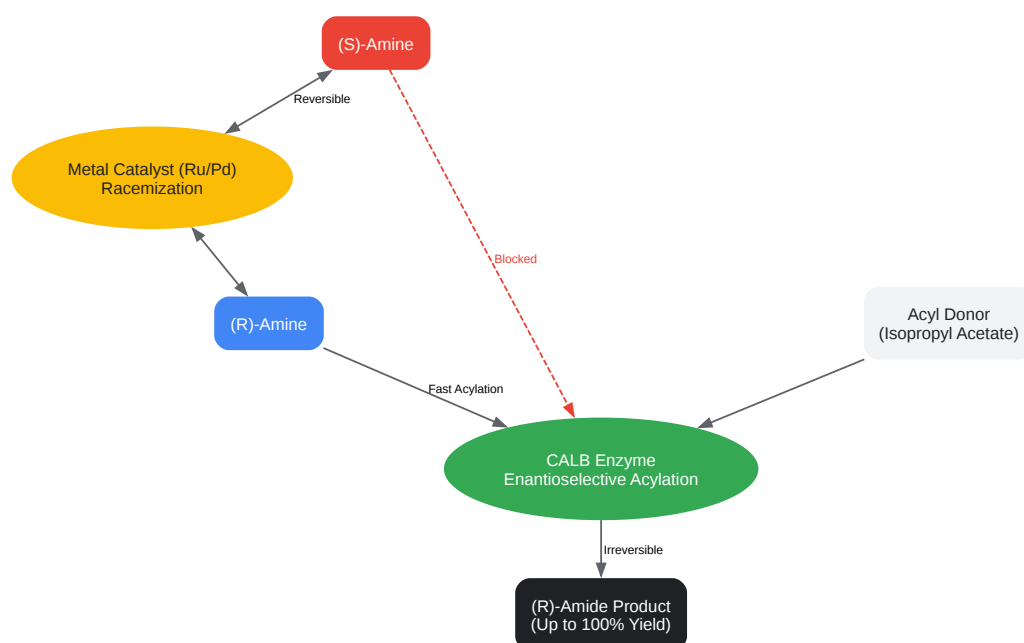 (S)-Amine
Reversible
Metal Catalyst (Ru/Pd)
Racemization
Blocked
(R)-Amine
Acyl Donor
(Isopropyl Acetate)
Fast Acylation
CALB Enzyme
Enantioselective Acylation
Irreversible
(R)-Amide Product
(Up to 100% Yield)